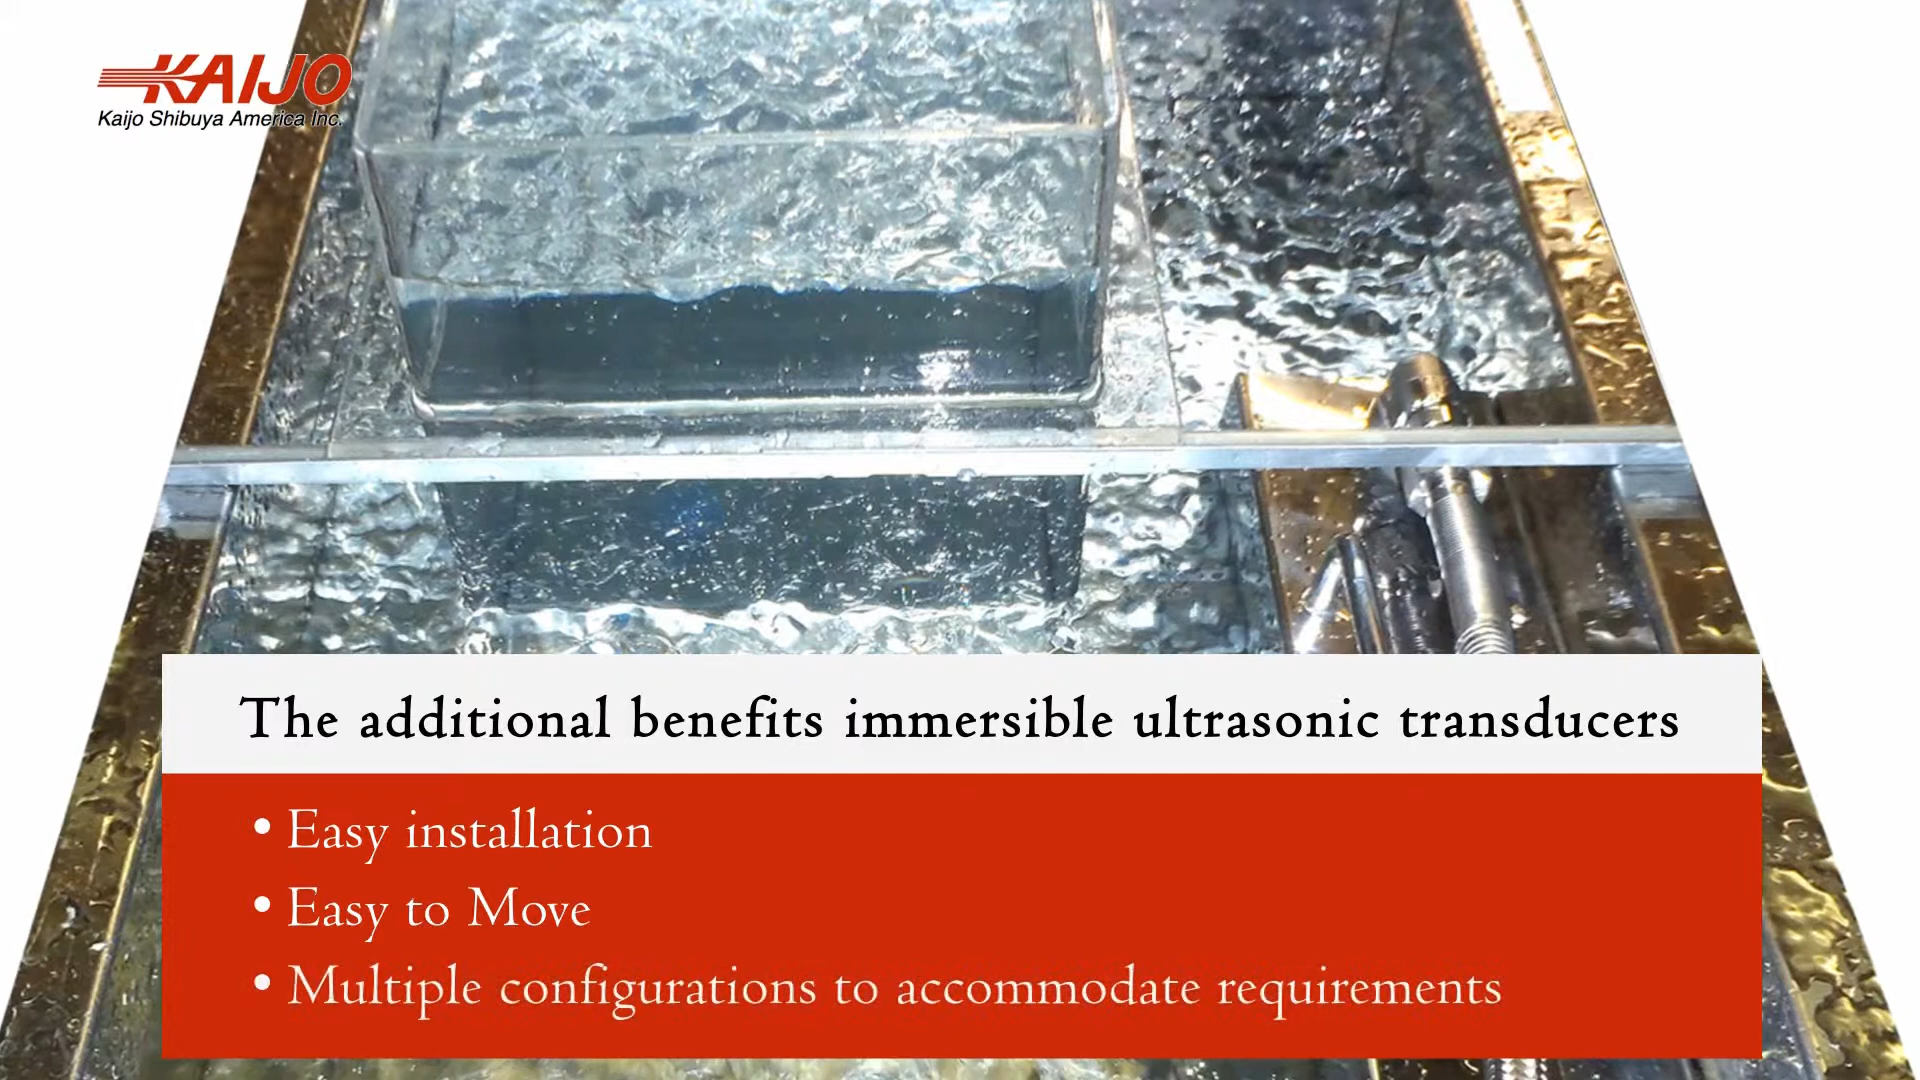 KAIJO
Kaijo Shibuya America Inc.
The additional benefits immersible ultrasonic transducers
• Easy installation
• Easy to Move
• Multiple configurations to accommodate requirements